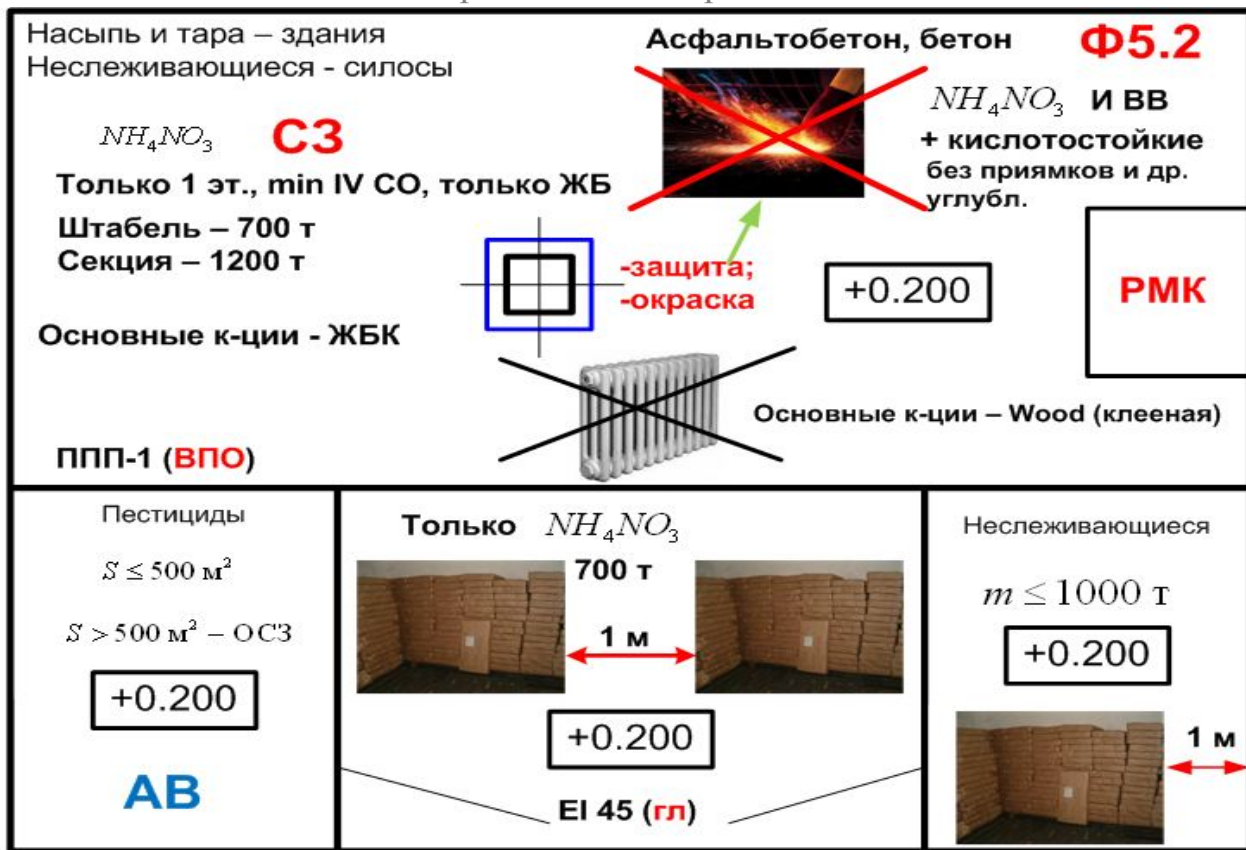 Насыпь и тара – здания
Неслеживающиеся - силосы
NH₄NO₃ СЗ
Только 1 эт., min IV СО, только ЖБ
Штабель – 700 т
Секция – 1200 т
Основные к-ции - ЖБК
ППП-1 (ВПО)
Асфальтобетон, бетон
Ф5.2
NH₄NO₃ И ВВ
+ кислотостойкие
без приямков и др.
углубл.
-защита;
-окраска
+0.200
РМК
Основные к-ции – Wood (клееная)
Пестициды
S ≤ 500 м²
S > 500 м² – ОСЗ
+0.200
АВ
Только NH₄NO₃
700 т
1 м
+0.200
EI 45 (гл)
Неслеживающиеся
m ≤ 1000 т
+0.200
1 м